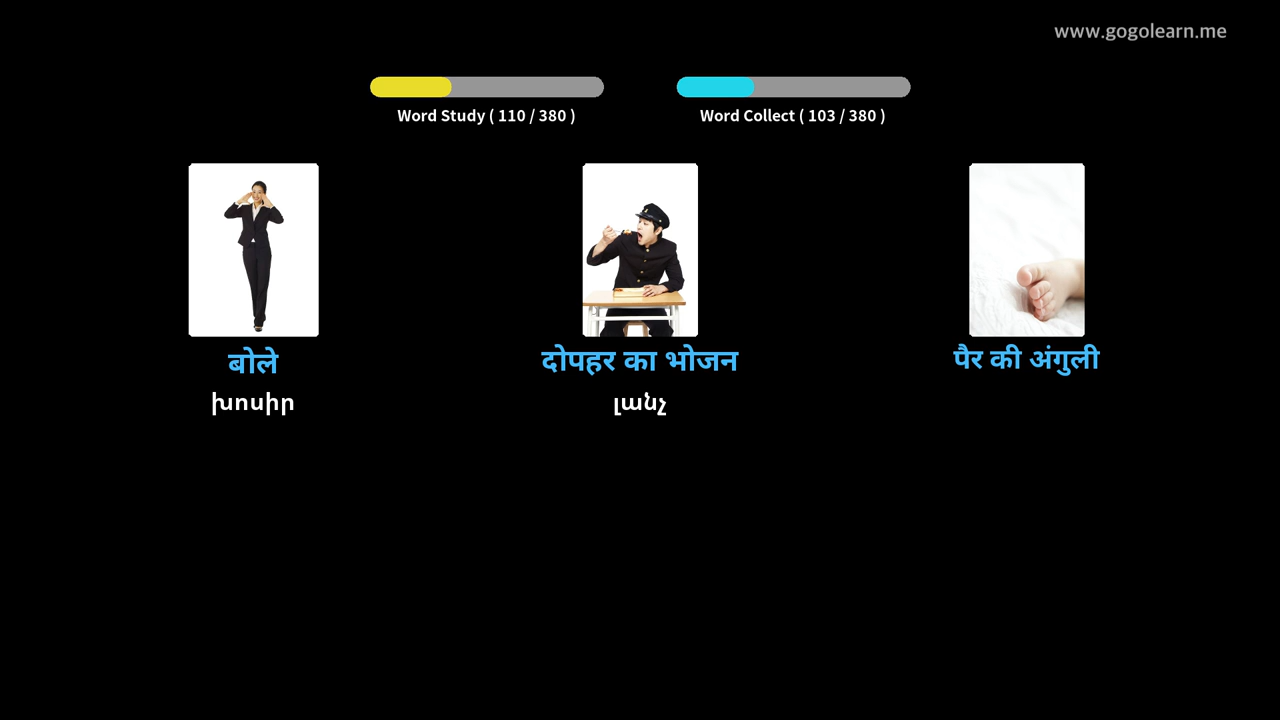 www.gogolearn.me
Word Study ( 110 / 380 )
Word Collect ( 103 / 380 )
बोले
दोपहर का भोजन
पैर की अंगुली
խոսիր
լանչ